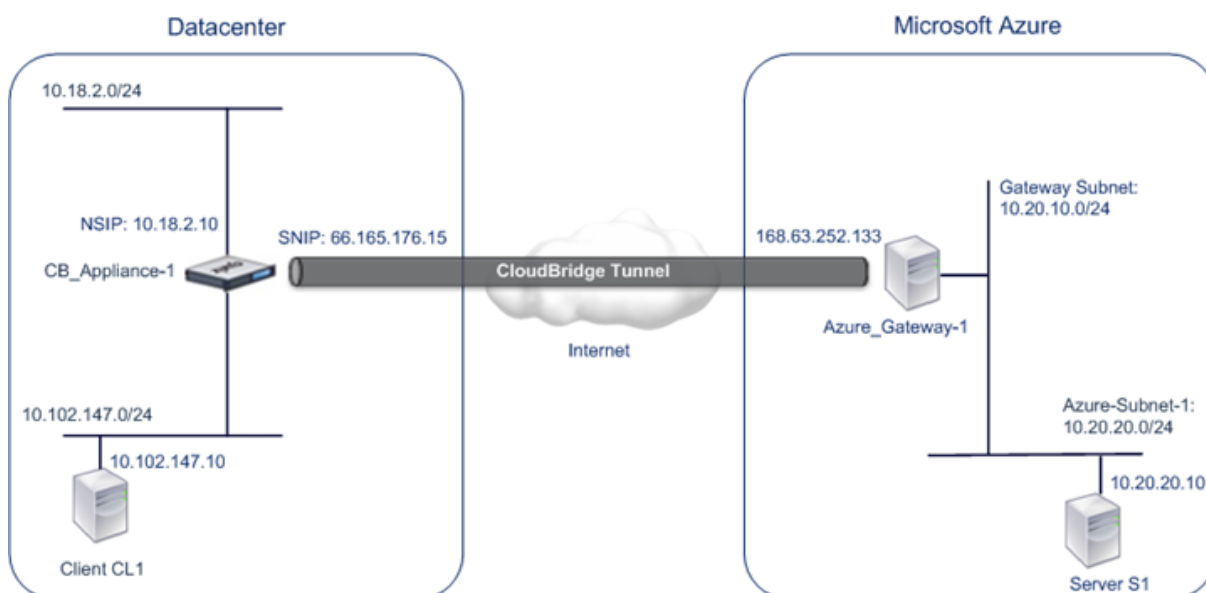 Datacenter
Microsoft Azure
10.18.2.0/24
NSIP: 10.18.2.10
SNIP: 66.165.176.15
CB_Appliance-1
CloudBridge Tunnel
Internet
168.63.252.133
Azure_Gateway-1
Gateway Subnet:
10.20.10.0/24
10.102.147.0/24
10.102.147.10
Client CL1
Azure-Subnet-1:
10.20.20.0/24
10.20.20.10
Server S1